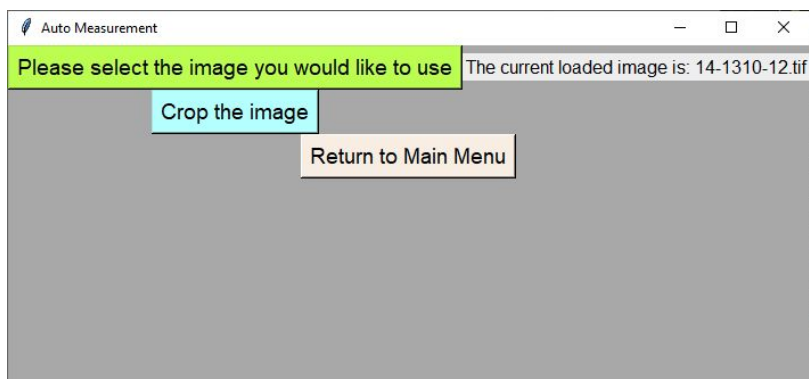 Auto Measurement
Please select the image you would like to use
The current loaded image is: 14-1310-12.tif
Crop the image
Return to Main Menu